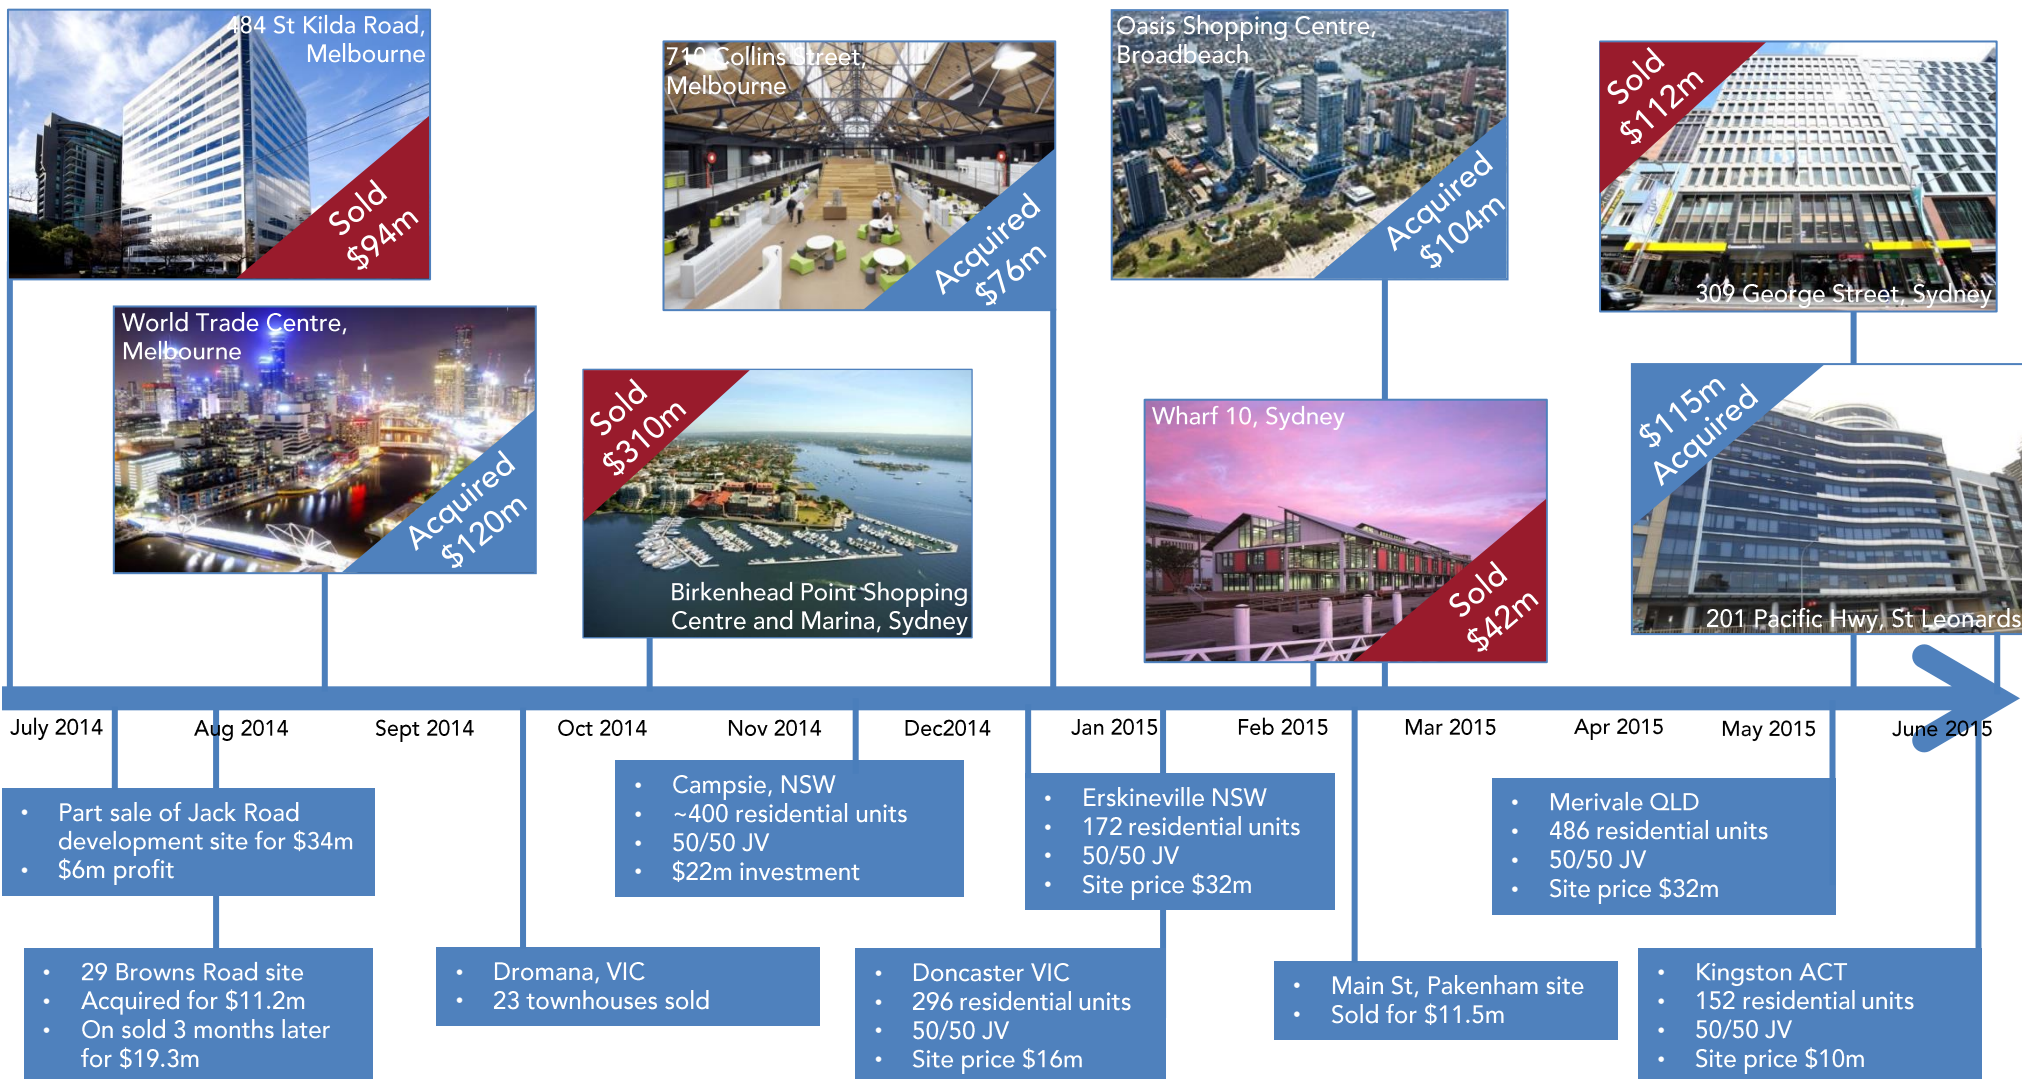 484 St Kilda Road,
Melbourne
Sold
$94m
World Trade Centre,
Melbourne
Acquired
$120m
710 Collins Street,
Melbourne
Acquired
$76m
Sold
$310m
Birkenhead Point Shopping
Centre and Marina, Sydney
Oasis Shopping Centre,
Broadbeach
Acquired
$104m
Wharf 10, Sydney
Sold
$42m
Sold
$112m
309 George Street, Sydney
$115m
Acquired
201 Pacific Hwy, St Leonards
July 2014
Aug 2014
Sept 2014
Oct 2014
Nov 2014
Dec2014
Jan 2015
Feb 2015
Mar 2015
Apr 2015
May 2015
June 2015
• Part sale of Jack Road
development site for $34m
• $6m profit
• 29 Browns Road site
• Acquired for $11.2m
• On sold 3 months later
for $19.3m
• Dromana, VIC
• 23 townhouses sold
• Campsie, NSW
• ~400 residential units
• 50/50 JV
• $22m investment
• Doncaster VIC
• 296 residential units
• 50/50 JV
• Site price $16m
• Erskineville NSW
• 172 residential units
• 50/50 JV
• Site price $32m
• Main St, Pakenham site
• Sold for $11.5m
• Merivale QLD
• 486 residential units
• 50/50 JV
• Site price $32m
• Kingston ACT
• 152 residential units
• 50/50 JV
• Site price $10m